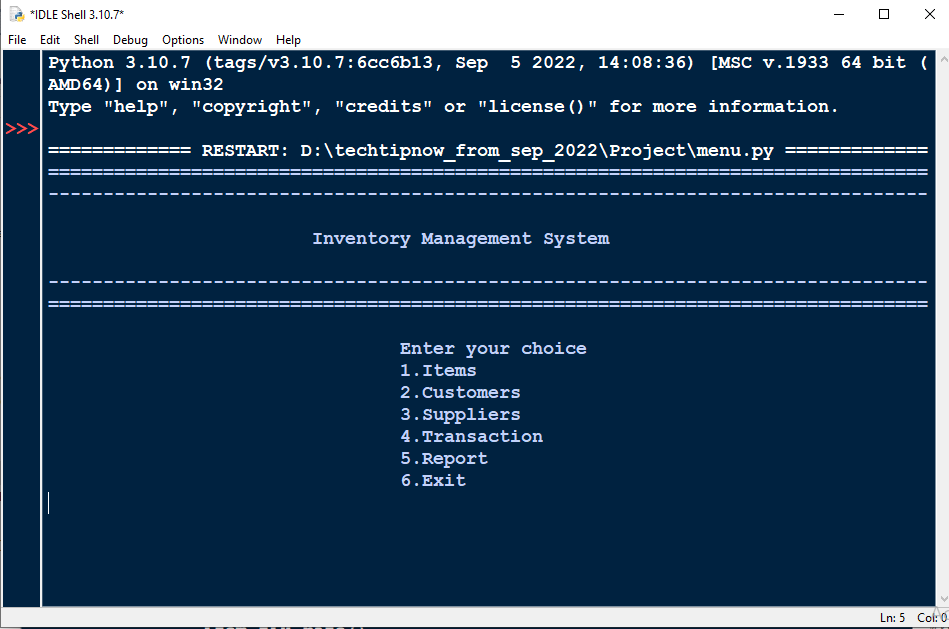 *IDLE Shell 3.10.7*
File Edit Shell Debug Options Window Help
Python 3.10.7 (tags/v3.10.7:6cc6b13, Sep  5 2022, 14:08:36) [MSC v.1933 64 bit (
AMD64)] on win32
Type "help", "copyright", "credits" or "license()" for more information.
>>>
============= RESTART: D:\techtipnow_from_sep_2022\Project\menu.py =============
================================================================================
--------------------------------------------------------------------------------
Inventory Management System
--------------------------------------------------------------------------------
================================================================================
Enter your choice
1.Items
2.Customers
3.Suppliers
4.Transaction
5.Report
6.Exit
Ln: 5 Col: 0